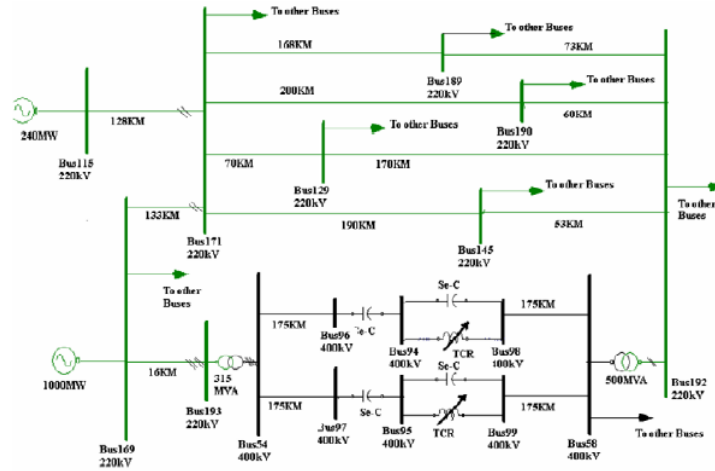 To other Buses
168KM
To other Buses
73KM
Bus189
220kV
To other Buses
200KM
60KM
240MW
128KM
Bus190
220kV
To other Buses
Bus115
220kV
70KM
170KM
Bus129
220kV
To other Buses
To other
Buses
133KM
190KM
53KM
Bus171
220kV
Bus145
220kV
To other
Buses
Se-C
175KM
175KM
Bus96
400kV
Se-C
Bus94
400kV
TCR
Bus98
400kV
1000MW
16KM
315
MVA
Se-C
500MVA
Bus192
220kV
175KM
175KM
Bus193
220kV
Se-C
To other Buses
Bus169
220kV
Bus54
400kV
Bus97
400kV
Bus95
400kV
TCR
Bus99
400kV
Bus58
400kV